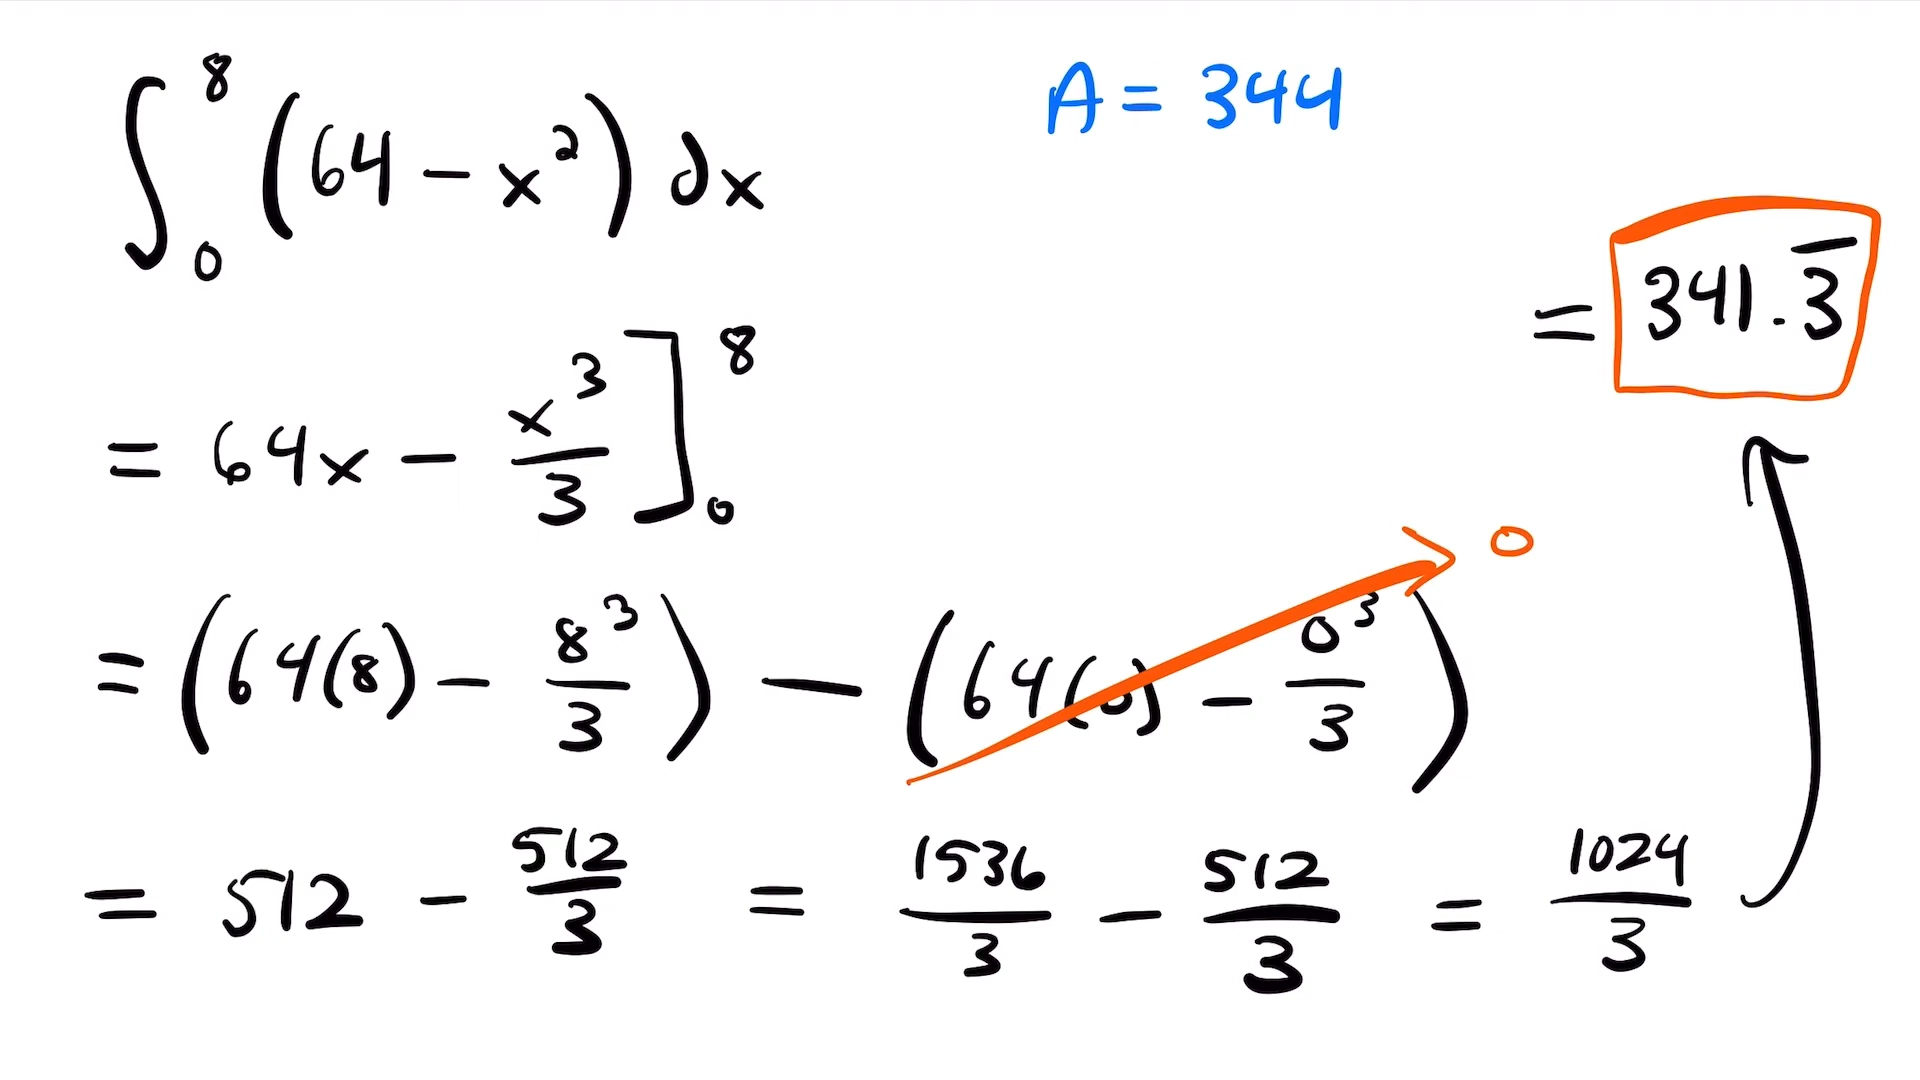 ∫₀⁸ (64 − x²) dx
A = 344
= 64x − x³/3 ]₀⁸
= (64(8) − 8³/3) − (64(0) − 0³/3) → 0
= 512 − 512/3 = 1536/3 − 512/3 = 1024/3
= 341.3̅